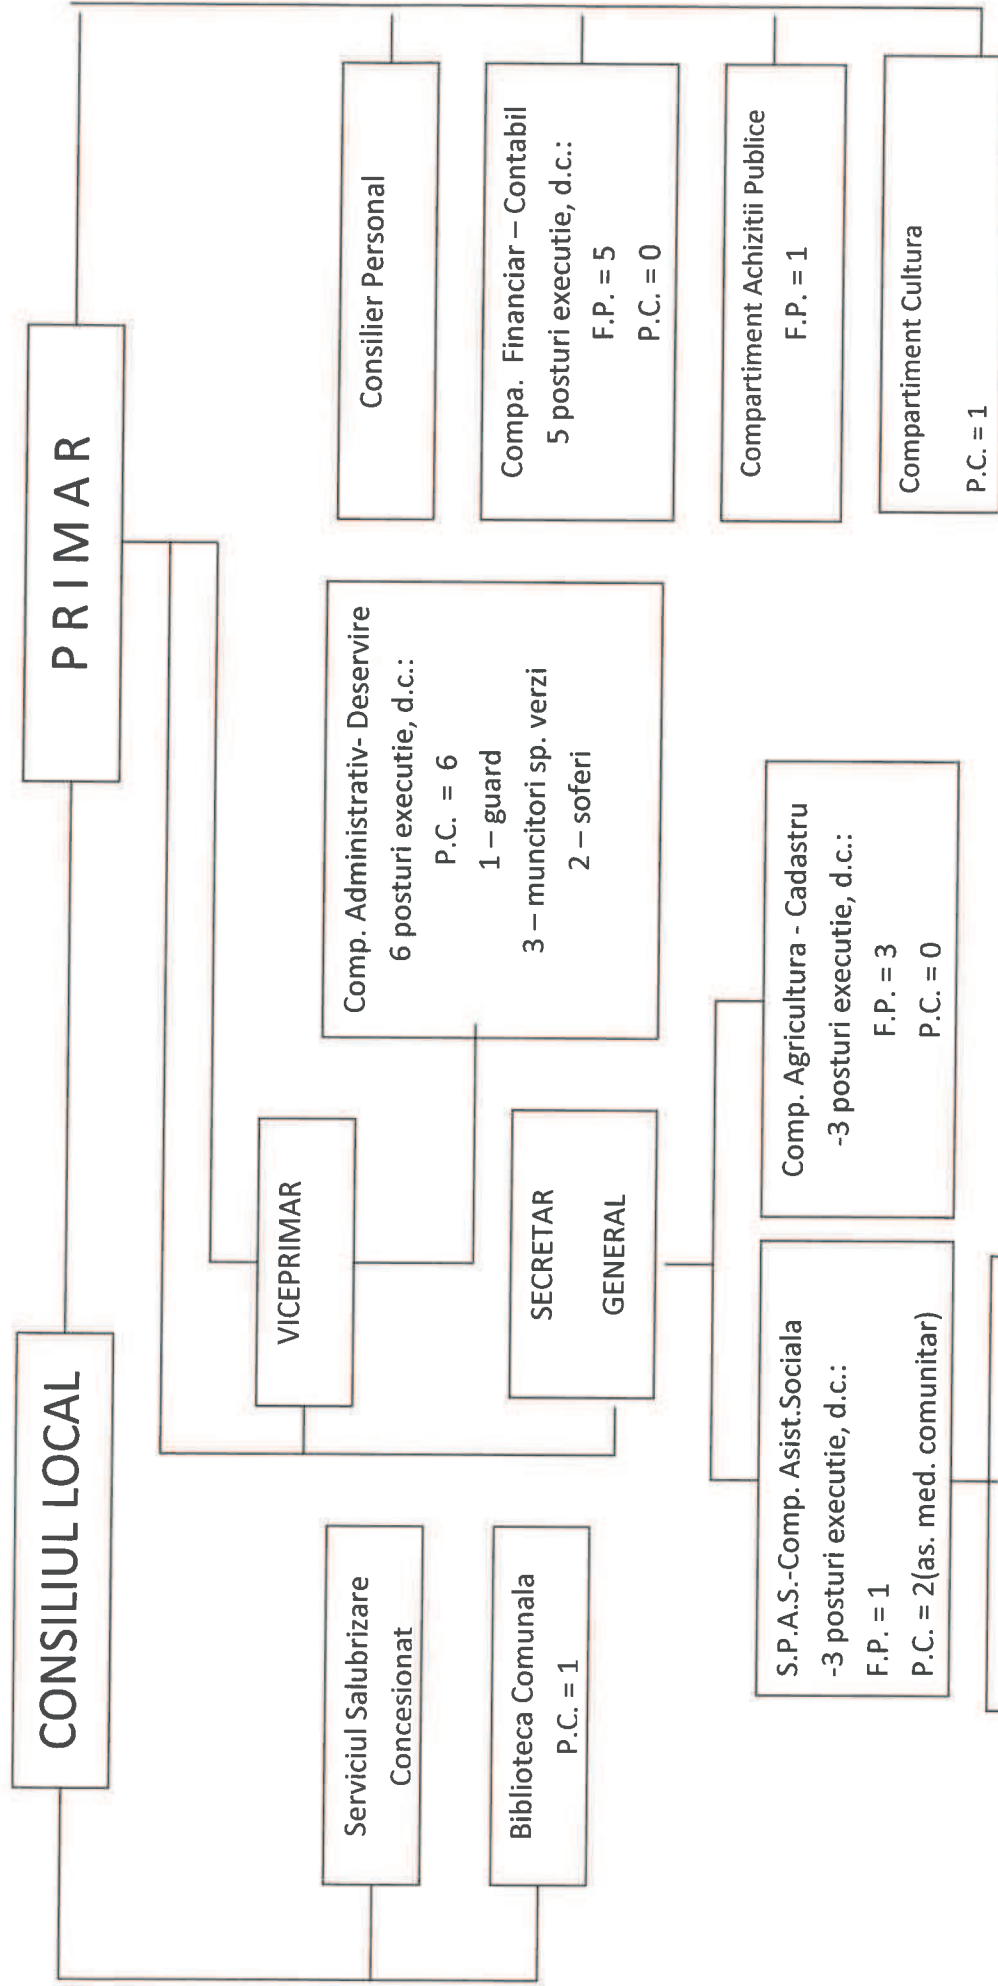 CONSILIUL LOCAL
PRIMAR
Serviciul Salubrizare
Concesionat
Biblioteca Comunala
P.C. = 1
VICEPRIMAR
SECRETAR
GENERAL
Comp. Administrativ- Deservire
6 posturi executie, d.c.:
P.C. = 6
1 – guard
3 – muncitori sp. verzi
2 – soferi
Consilier Personal
Compa. Financiar – Contabil
5 posturi executie, d.c.:
F.P. = 5
P.C. = 0
Compartiment Achizitii Publice
F.P. = 1
Compartiment Cultura
P.C. = 1
S.P.A.S.-Comp. Asist.Sociala
-3 posturi executie, d.c.:
F.P. = 1
P.C. = 2(as. med. comunitar)
Comp. Agricultura - Cadastru
-3 posturi executie, d.c.:
F.P. = 3
P.C. = 0